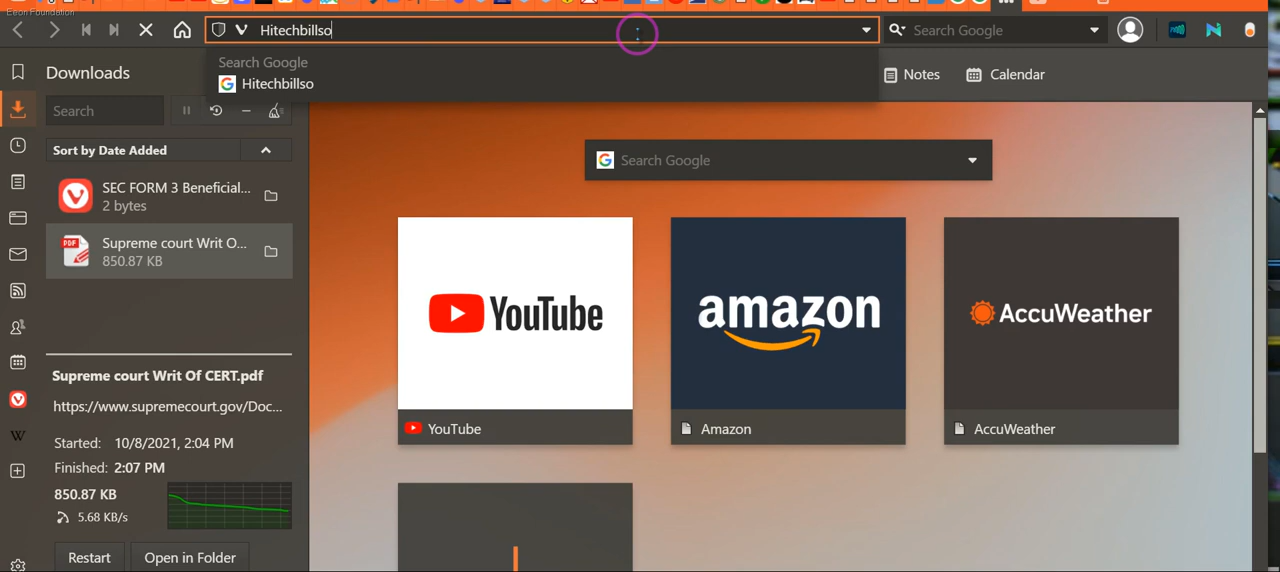 Eeon Foundation
Hitechbillso
Search Google
Search Google
Hitechbillso
Downloads
Notes
Calendar
Search
Sort by Date Added
SEC FORM 3 Beneficial...
2 bytes
PDF
Supreme court Writ O...
850.87 KB
Search Google
YouTube
amazon
AccuWeather
YouTube
Amazon
AccuWeather
Supreme court Writ Of CERT.pdf
https://www.supremecourt.gov/Doc...
Started: 10/8/2021, 2:04 PM
Finished: 2:07 PM
850.87 KB
5.68 KB/s
Restart
Open in Folder